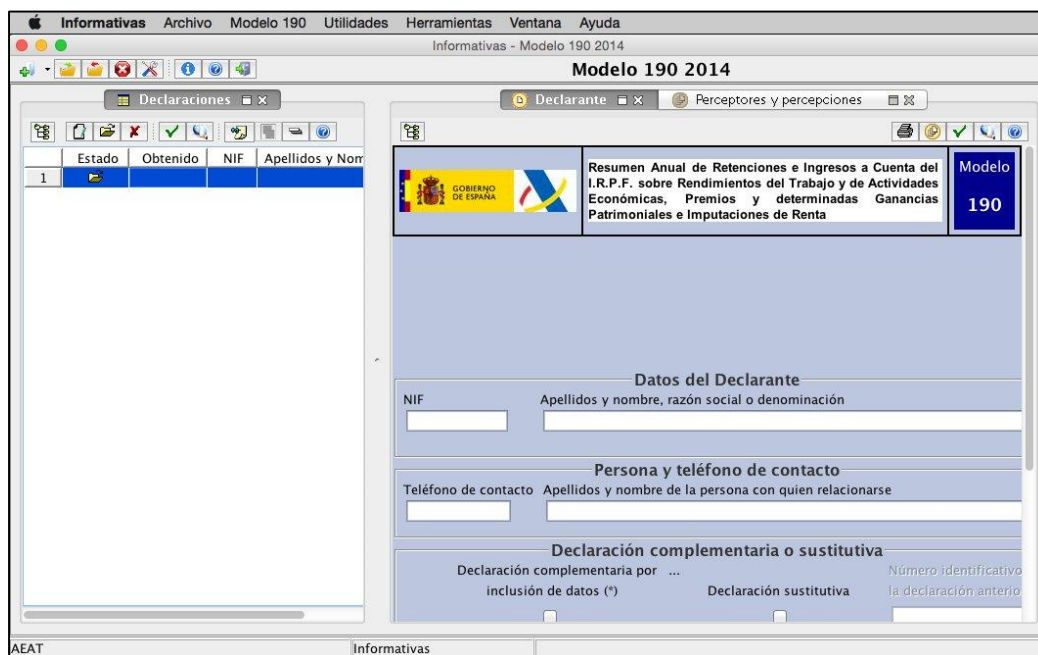 Informativas Archivo Modelo 190 Utilidades Herramientas Ventana Ayuda
Informativas - Modelo 190 2014
Modelo 190 2014
Declaraciones
Estado Obtenido NIF Apellidos y Nom
1
Declarante Perceptores y percepciones
GOBIERNO
DE ESPAÑA
Resumen Anual de Retenciones e Ingresos a Cuenta del
I.R.P.F. sobre Rendimientos del Trabajo y de Actividades
Económicas, Premios y determinadas Ganancias
Patrimoniales e Imputaciones de Renta
Modelo
190
Datos del Declarante
NIF Apellidos y nombre, razón social o denominación
Persona y teléfono de contacto
Teléfono de contacto Apellidos y nombre de la persona con quien relacionarse
Declaración complementaria o sustitutiva
Declaración complementaria por ... Número identificativo
inclusión de datos (*) Declaración sustitutiva la declaración anterio
AEAT Informativas